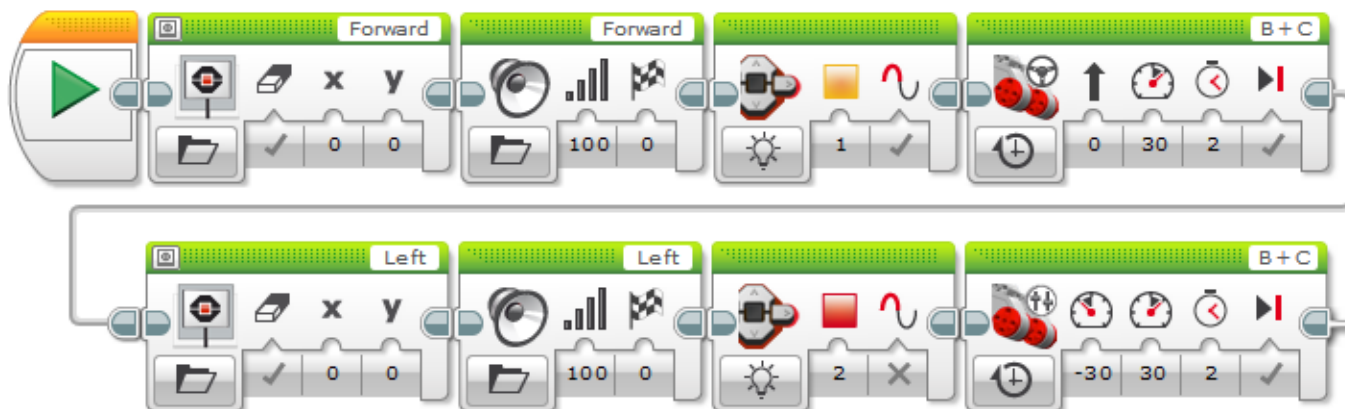 Forward Forward B + C
x y
0 0 100 0 1 0 30 2
Left Left B + C
x y
0 0 100 0 2 -30 30 2